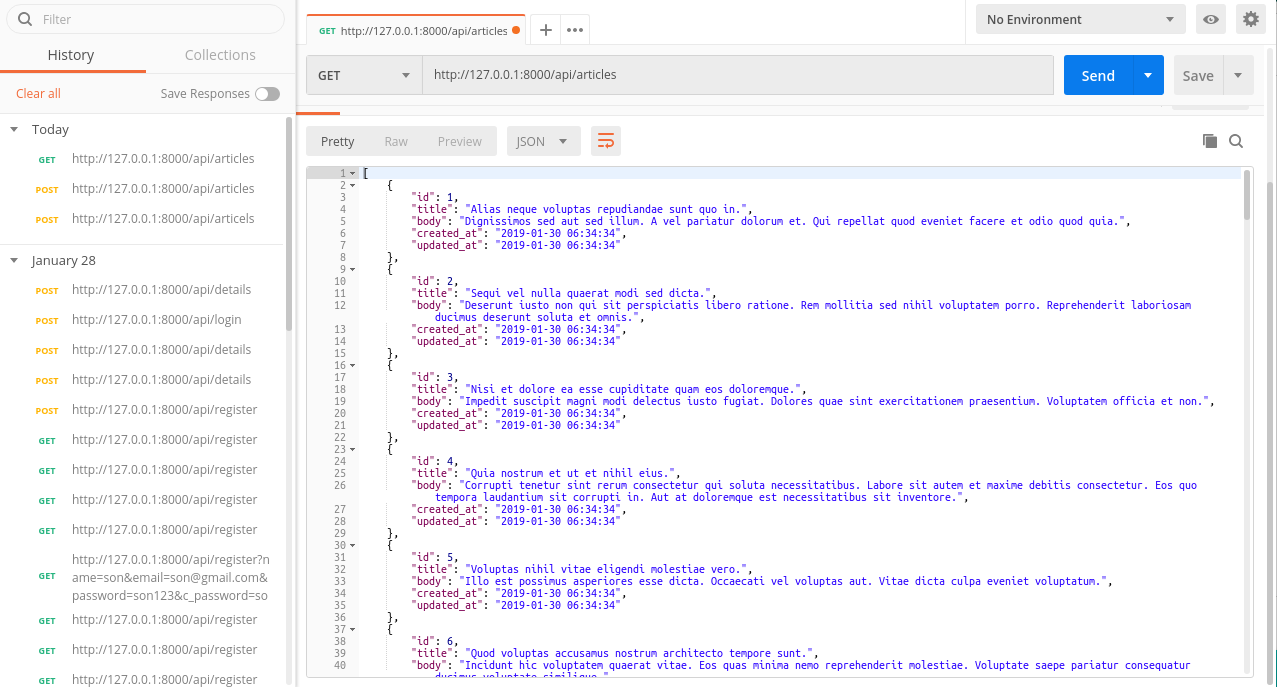 Filter
History
Collections
Clear all
Save Responses
Today
GET http://127.0.0.1:8000/api/articles
POST http://127.0.0.1:8000/api/articles
POST http://127.0.0.1:8000/api/articels
January 28
POST http://127.0.0.1:8000/api/details
POST http://127.0.0.1:8000/api/login
POST http://127.0.0.1:8000/api/details
POST http://127.0.0.1:8000/api/details
POST http://127.0.0.1:8000/api/register
GET http://127.0.0.1:8000/api/register
GET http://127.0.0.1:8000/api/register
GET http://127.0.0.1:8000/api/register
GET http://127.0.0.1:8000/api/register
GET http://127.0.0.1:8000/api/register?n
ame=son&email=son@gmail.com&
password=son123&c_password=so
GET http://127.0.0.1:8000/api/register
GET http://127.0.0.1:8000/api/register
GET http://127.0.0.1:8000/api/register
GET http://127.0.0.1:8000/api/articles
+ •••
No Environment
GET http://127.0.0.1:8000/api/articles
Send
Save
Pretty Raw Preview JSON
1 [
2 {
3 "id": 1,
4 "title": "Alias neque voluptas repudiandae sunt quo in.",
5 "body": "Dignissimos sed aut sed illum. A vel pariatur dolorum et. Qui repellat quod eveniet facere et odio quod quia.",
6 "created_at": "2019-01-30 06:34:34",
7 "updated_at": "2019-01-30 06:34:34"
8 },
9 {
10 "id": 2,
11 "title": "Sequi vel nulla quaerat modi sed dicta.",
12 "body": "Deserunt iusto non qui sit perspiciatis libero ratione. Rem mollitia sed nihil voluptatem porro. Reprehenderit laboriosam
ducimus deserunt soluta et omnis.",
13 "created_at": "2019-01-30 06:34:34",
14 "updated_at": "2019-01-30 06:34:34"
15 },
16 {
17 "id": 3,
18 "title": "Nisi et dolore ea esse cupiditate quam eos doloremque.",
19 "body": "Impedit suscipit magni modi delectus iusto fugiat. Dolores quae sint exercitationem praesentium. Voluptatem officia et non.",
20 "created_at": "2019-01-30 06:34:34",
21 "updated_at": "2019-01-30 06:34:34"
22 },
23 {
24 "id": 4,
25 "title": "Quia nostrum et ut et nihil eius.",
26 "body": "Corrupti tenetur sint rerum consectetur qui soluta necessitatibus. Labore sit autem et maxime debitis consectetur. Eos quo
tempora laudantium sit corrupti in. Aut at doloremque est necessitatibus sit inventore.",
27 "created_at": "2019-01-30 06:34:34",
28 "updated_at": "2019-01-30 06:34:34"
29 },
30 {
31 "id": 5,
32 "title": "Voluptas nihil vitae eligendi molestiae vero.",
33 "body": "Illo est possimus asperiores esse dicta. Occaecati vel voluptas aut. Vitae dicta culpa eveniet voluptatum.",
34 "created_at": "2019-01-30 06:34:34",
35 "updated_at": "2019-01-30 06:34:34"
36 },
37 {
38 "id": 6,
39 "title": "Quod voluptas accusamus nostrum architecto tempore sunt.",
40 "body": "Incidunt hic voluptatem quaerat vitae. Eos quas minima nemo reprehenderit molestiae. Voluptate saepe pariatur consequatur
ducimus voluptate similique."